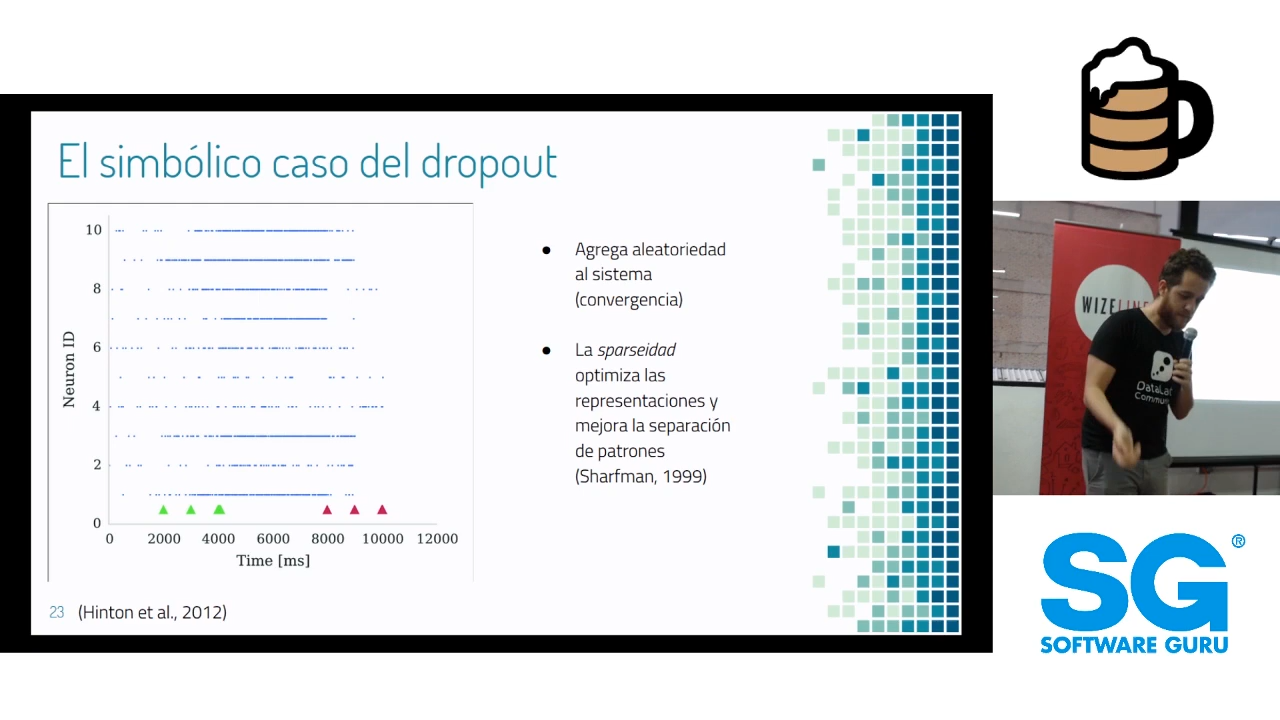 El simbólico caso del dropout
10
8
6
4
2
0
Neuron ID
0 2000 4000 6000 8000 10000 12000
Time [ms]
● Agrega aleatoriedad
al sistema
(convergencia)
● La sparseidad
optimiza las
representaciones y
mejora la separación
de patrones
(Sharfman, 1999)
23 (Hinton et al., 2012)
WIZELINE
DataLab
Community
SG®
SOFTWARE GURU